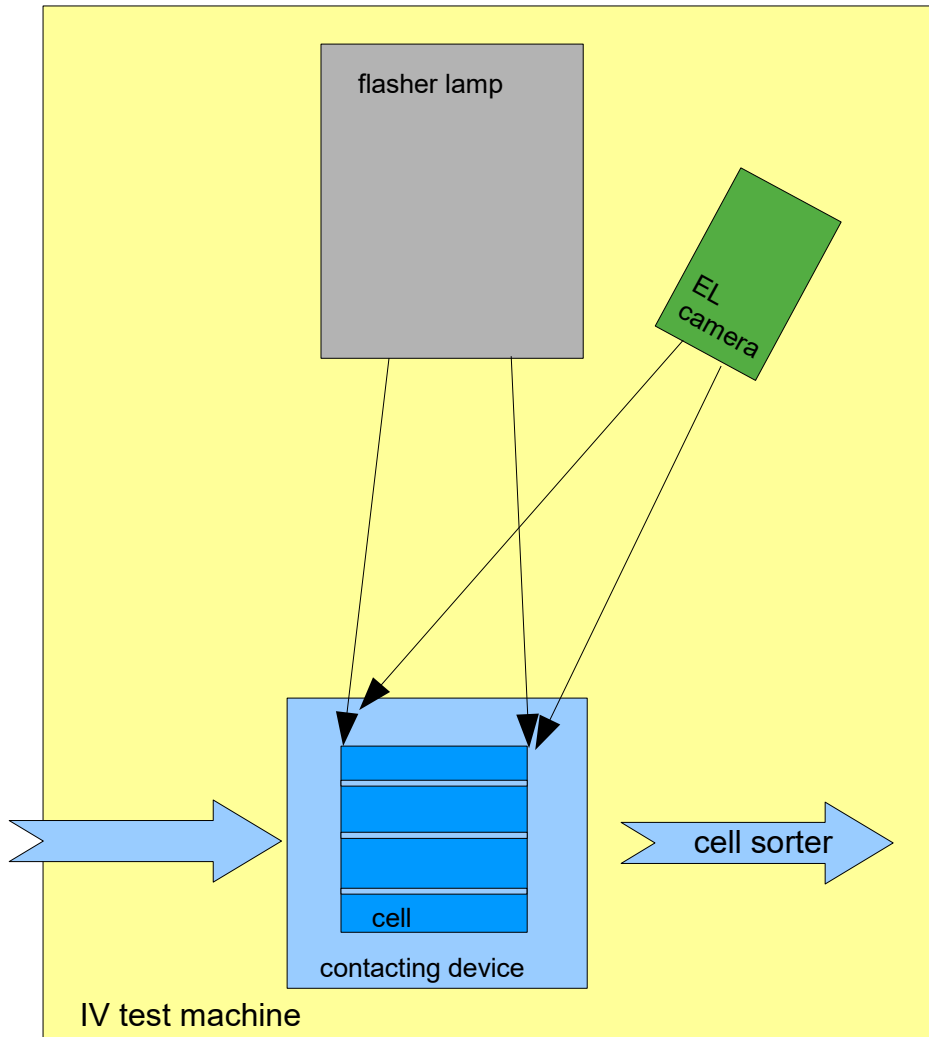 flasher lamp
EL
camera
cell sorter
cell
contacting device
IV test machine